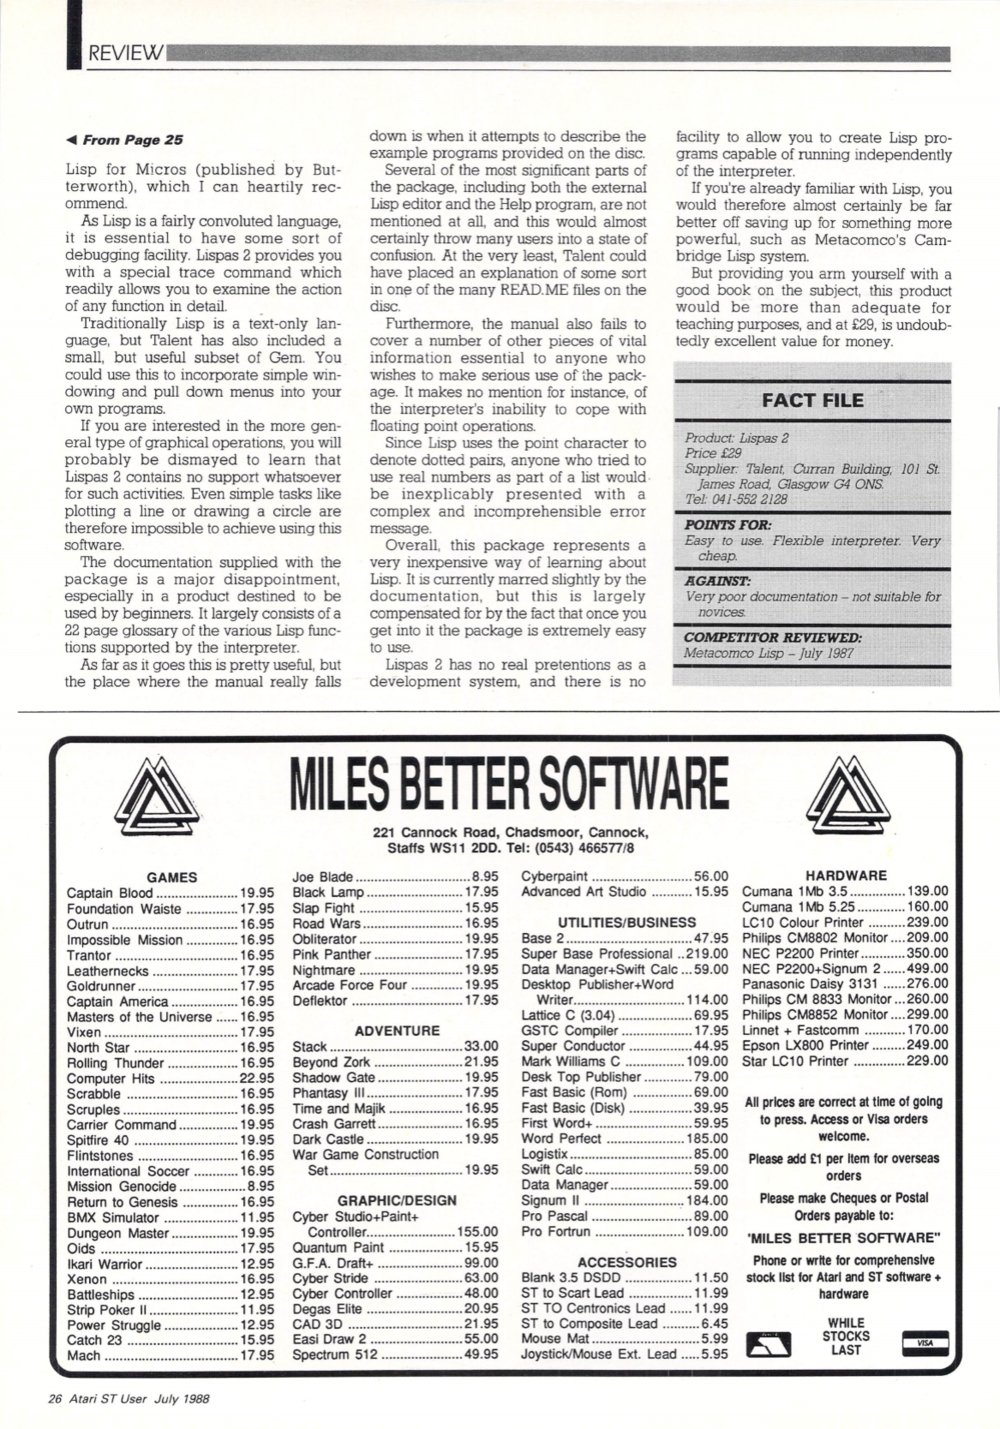 REVIEW
◄ From Page 25
Lisp for Micros (published by But-
terworth), which I can heartily rec-
ommend.
As Lisp is a fairly convoluted language,
it is essential to have some sort of
debugging facility. Lispas 2 provides you
with a special trace command which
readily allows you to examine the action
of any function in detail.
Traditionally Lisp is a text-only lan-
guage, but Talent has also included a
small, but useful subset of Gem. You
could use this to incorporate simple win-
dowing and pull down menus into your
own programs.
If you are interested in the more gen-
eral type of graphical operations, you will
probably be dismayed to learn that
Lispas 2 contains no support whatsoever
for such activities. Even simple tasks like
plotting a line or drawing a circle are
therefore impossible to achieve using this
software.
The documentation supplied with the
package is a major disappointment,
especially in a product destined to be
used by beginners. It largely consists of a
22 page glossary of the various Lisp func-
tions supported by the interpreter.
As far as it goes this is pretty useful, but
the place where the manual really falls
down is when it attempts to describe the
example programs provided on the disc.
Several of the most significant parts of
the package, including both the external
Lisp editor and the Help program, are not
mentioned at all, and this would almost
certainly throw many users into a state of
confusion. At the very least, Talent could
have placed an explanation of some sort
in one of the many READ.ME files on the
disc.
Furthermore, the manual also fails to
cover a number of other pieces of vital
information essential to anyone who
wishes to make serious use of the pack-
age. It makes no mention for instance, of
the interpreter's inability to cope with
floating point operations.
Since Lisp uses the point character to
denote dotted pairs, anyone who tried to
use real numbers as part of a list would
be inexplicably presented with a
complex and incomprehensible error
message.
Overall, this package represents a
very inexpensive way of learning about
Lisp. It is currently marred slightly by the
documentation, but this is largely
compensated for by the fact that once you
get into it the package is extremely easy
to use.
Lispas 2 has no real pretentions as a
development system, and there is no
facility to allow you to create Lisp pro-
grams capable of running independently
of the interpreter.
If you're already familiar with Lisp, you
would therefore almost certainly be far
better off saving up for something more
powerful, such as Metacomco's Cam-
bridge Lisp system.
But providing you arm yourself with a
good book on the subject, this product
would be more than adequate for
teaching purposes, and at £29, is undoub-
tedly excellent value for money.
FACT FILE
Product: Lispas 2
Price £29
Supplier: Talent, Curran Building, 101 St.
James Road, Glasgow G4 ONS.
Tel: 041-552 2128
POINTS FOR:
Easy to use. Flexible interpreter. Very
cheap.
AGAINST:
Very poor documentation – not suitable for
novices.
COMPETITOR REVIEWED:
Metacomco Lisp – July 1987
MILES BETTER SOFTWARE
221 Cannock Road, Chadsmoor, Cannock,
Staffs WS11 2DD. Tel: (0543) 466577/8
GAMES
Captain Blood ............ 19.95
Foundation Waiste ............ 17.95
Outrun ............ 16.95
Impossible Mission ............ 16.95
Trantor ............ 16.95
Leathernecks ............ 17.95
Goldrunner ............ 17.95
Captain America ............ 16.95
Masters of the Universe ...... 16.95
Vixen ............ 17.95
North Star ............ 16.95
Rolling Thunder ............ 16.95
Computer Hits ............ 22.95
Scrabble ............ 16.95
Scruples ............ 16.95
Carrier Command ............ 19.95
Spitfire 40 ............ 19.95
Flintstones ............ 16.95
International Soccer ............ 16.95
Mission Genocide ............ 8.95
Return to Genesis ............ 16.95
BMX Simulator ............ 11.95
Dungeon Master ............ 19.95
Oids ............ 17.95
Ikari Warrior ............ 12.95
Xenon ............ 16.95
Battleships ............ 12.95
Strip Poker II ............ 11.95
Power Struggle ............ 12.95
Catch 23 ............ 15.95
Mach ............ 17.95
Joe Blade ............ 8.95
Black Lamp ............ 17.95
Slap Fight ............ 15.95
Road Wars ............ 16.95
Obliterator ............ 19.95
Pink Panther ............ 17.95
Nightmare ............ 19.95
Arcade Force Four ............ 19.95
Deflektor ............ 17.95
ADVENTURE
Stack ............ 33.00
Beyond Zork ............ 21.95
Shadow Gate ............ 19.95
Phantasy III ............ 17.95
Time and Majik ............ 16.95
Crash Garrett ............ 16.95
Dark Castle ............ 19.95
War Game Construction
Set ............ 19.95
GRAPHIC/DESIGN
Cyber Studio+Paint+
Controller ............ 155.00
Quantum Paint ............ 15.95
G.F.A. Draft+ ............ 99.00
Cyber Stride ............ 63.00
Cyber Controller ............ 48.00
Degas Elite ............ 20.95
CAD 3D ............ 21.95
Easi Draw 2 ............ 55.00
Spectrum 512 ............ 49.95
Cyberpaint ............ 56.00
Advanced Art Studio ............ 15.95
UTILITIES/BUSINESS
Base 2 ............ 47.95
Super Base Professional ..219.00
Data Manager+Swift Calc ... 59.00
Desktop Publisher+Word
Writer ............ 114.00
Lattice C (3.04) ............ 69.95
GSTC Compiler ............ 17.95
Super Conductor ............ 44.95
Mark Williams C ............ 109.00
Desk Top Publisher ............ 79.00
Fast Basic (Rom) ............ 69.00
Fast Basic (Disk) ............ 39.95
First Word+ ............ 59.95
Word Perfect ............ 185.00
Logistix ............ 85.00
Swift Calc ............ 59.00
Data Manager ............ 59.00
Signum II ............ 184.00
Pro Pascal ............ 89.00
Pro Fortrun ............ 109.00
ACCESSORIES
Blank 3.5 DSDD ............ 11.50
ST to Scart Lead ............ 11.99
ST TO Centronics Lead ...... 11.99
ST to Composite Lead ......... 6.45
Mouse Mat ............ 5.99
Joystick/Mouse Ext. Lead ..... 5.95
HARDWARE
Cumana 1Mb 3.5 ............ 139.00
Cumana 1Mb 5.25 ............ 160.00
LC10 Colour Printer ......... 239.00
Philips CM8802 Monitor .... 209.00
NEC P2200 Printer ........... 350.00
NEC P2200+Signum 2 ...... 499.00
Panasonic Daisy 3131 ...... 276.00
Philips CM 8833 Monitor ... 260.00
Philips CM8852 Monitor .... 299.00
Linnet + Fastcomm .......... 170.00
Epson LX800 Printer ......... 249.00
Star LC10 Printer ............ 229.00
All prices are correct at time of going
to press. Access or Visa orders
welcome.
Please add £1 per item for overseas
orders
Please make Cheques or Postal
Orders payable to:
'MILES BETTER SOFTWARE"
Phone or write for comprehensive
stock list for Atari and ST software +
hardware
WHILE
STOCKS
LAST
VISA
26 Atari ST User July 1988